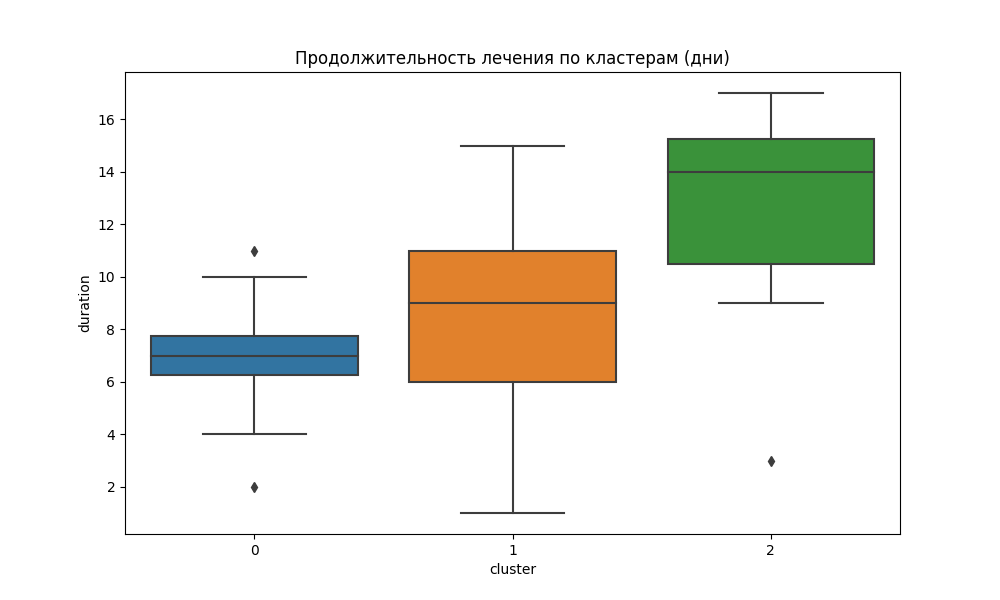 Продолжительность лечения по кластерам (дни)
16
14
12
10
8
6
4
2
duration
0 1 2
cluster